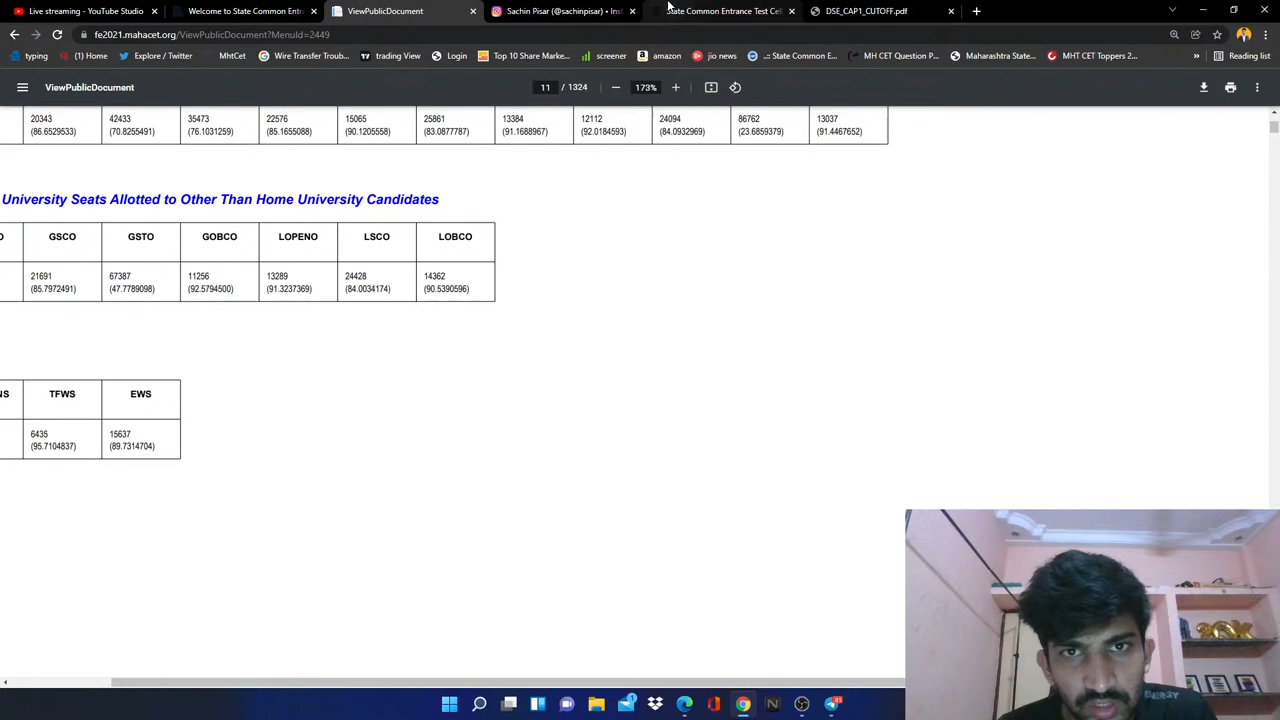 Live streaming - YouTube Studio
Welcome to State Common Entra
ViewPublicDocument
Sachin Pisar (@sachinpisar) • Inst
State Common Entrance Test Cell
DSE_CAP1_CUTOFF.pdf
fe2021.mahacet.org/ViewPublicDocument?MenuId=2449
typing
(1) Home
Explore / Twitter
MhtCet
Wire Transfer Troub...
trading View
Login
Top 10 Share Marke...
screener
amazon
jio news
..:: State Common E...
MH CET Question P...
Maharashtra State...
MHT CET Toppers 2...
»
Reading list
ViewPublicDocument
11 / 1324
173%
20343 42433 35473 22576 15065 25861 13384 12112 24094 86762 13037
(86.6529533) (70.8255491) (76.1031259) (85.1655088) (90.1205558) (83.0877787) (91.1688967) (92.0184593) (84.0932969) (23.6859379) (91.4467652)
University Seats Allotted to Other Than Home University Candidates
O GSCO GSTO GOBCO LOPENO LSCO LOBCO
21691 67387 11256 13289 24428 14362
(85.7972491) (47.7789098) (92.5794500) (91.3237369) (84.0034174) (90.5390596)
NS TFWS EWS
6435 15637
(95.7104837) (89.7314704)
ENERGY